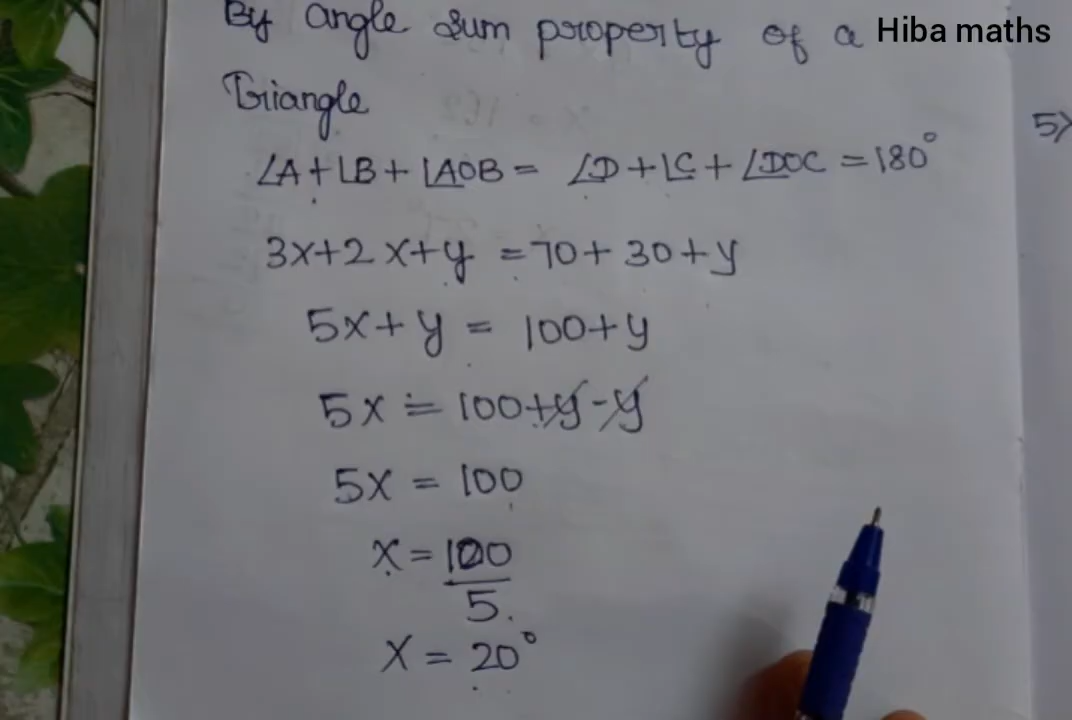 By angle sum property of a
Hiba maths
Triangle
5)
∠A+∠B+∠AOB = ∠D+∠C+∠DOC = 180°
3x+2x+y = 70+30+y
5x+y = 100+y
5x = 100+y-y
5x = 100
x = 100
5.
x = 20°